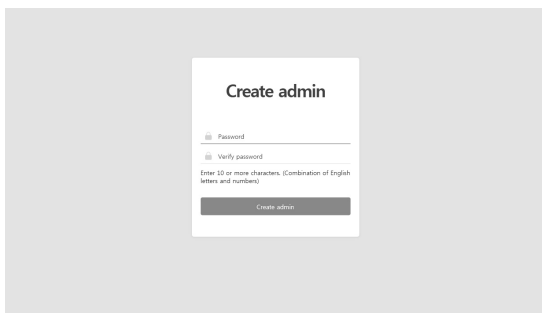 Create admin
Password
Verify password
Enter 10 or more characters. (Combination of English
letters and numbers)
Create admin